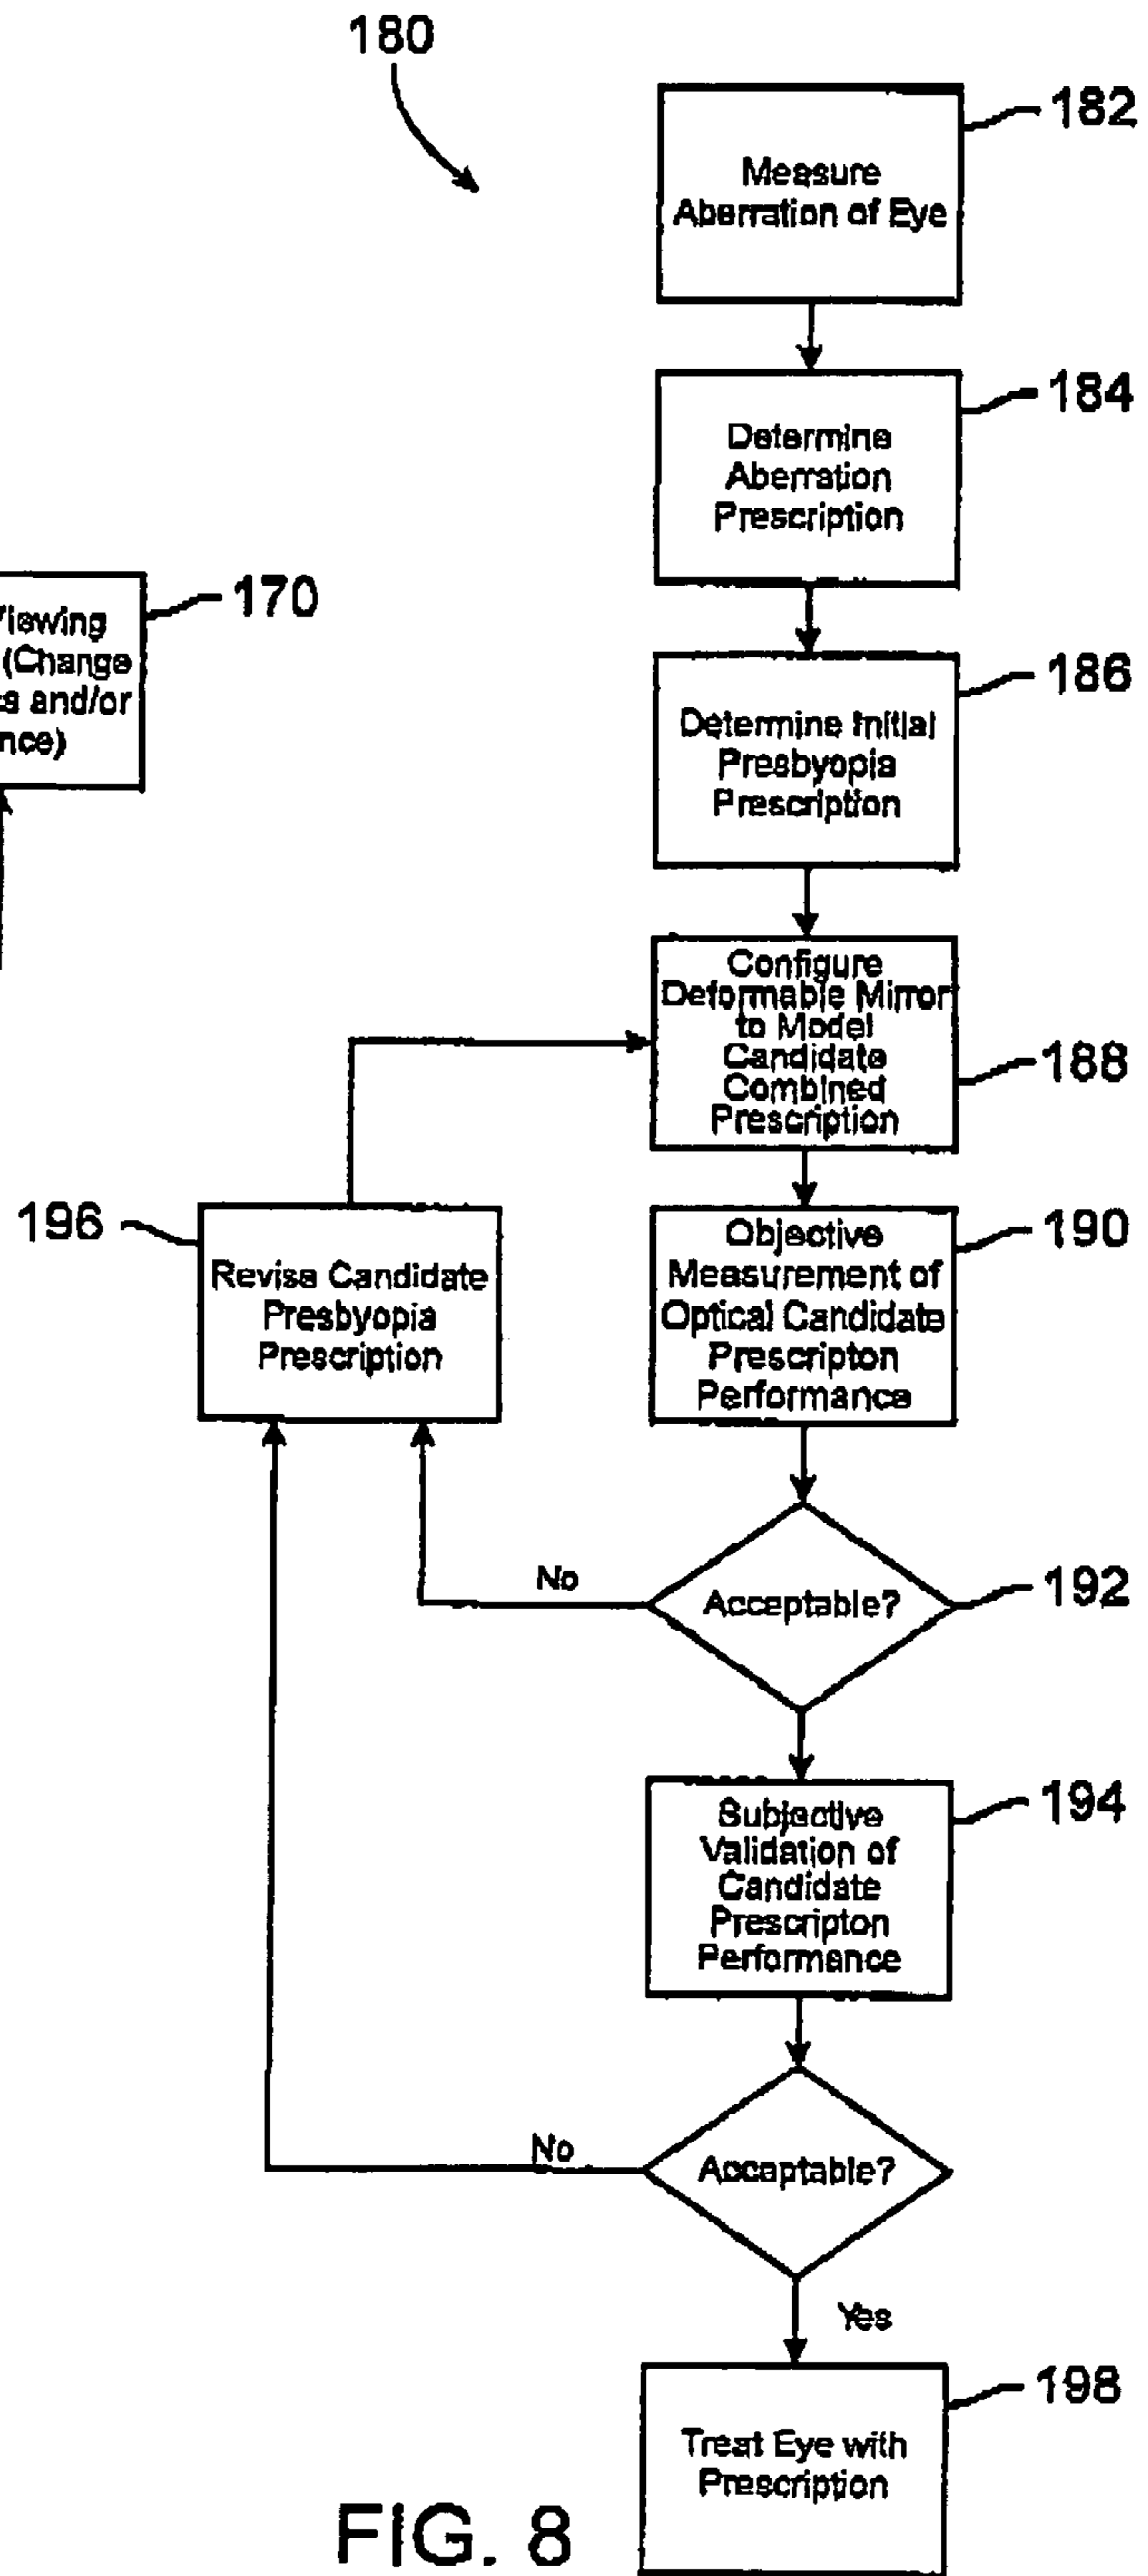 180
182
Measure
Aberration of Eye
184
Determine
Aberration
Prescription
170
Viewing
(Change
and/or
186
Determine Initial
Presbyopia
Prescription
Configure
Deformable Mirror
to Model
Candidate
Combined
Prescription
188
196
Revise Candidate
Presbyopia
Prescription
190
Objective
Measurement of
Optical Candidate
Prescripton
Performance
No
Acceptable?
192
194
Subjective
Validation of
Candidate
Prescripton
Performance
No
Acceptable?
Yes
198
Treat Eye with
Prescription
FIG. 8